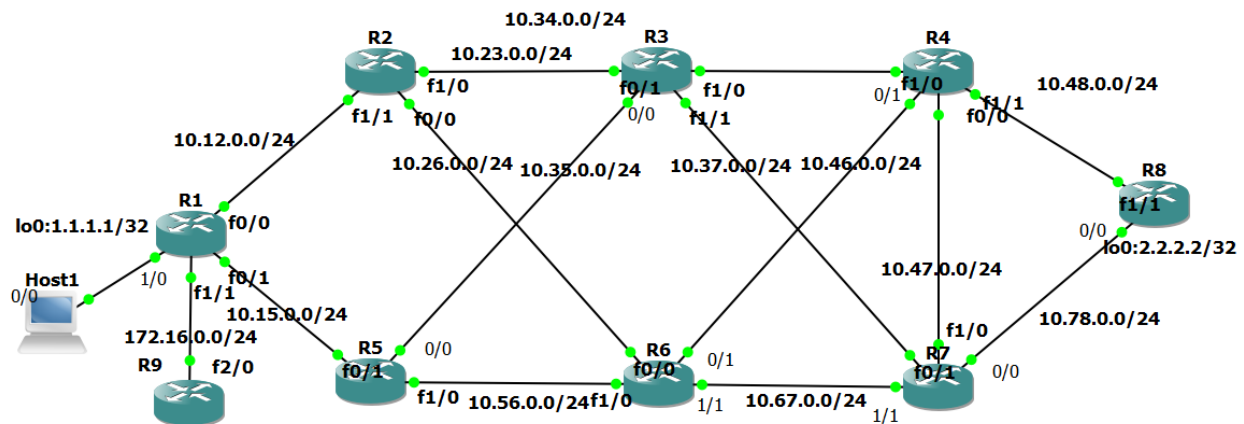 10.34.0.0/24
R2
R3
R4
10.23.0.0/24
10.48.0.0/24
f1/0
f0/1
f1/0
f1/0
0/1
f1/1
f1/1
f0/0
0/0
f1/1
f0/0
10.12.0.0/24
10.26.0.0/24
10.35.0.0/24
10.37.0.0/24
10.46.0.0/24
R8
R1
f1/1
lo0:1.1.1.1/32
f0/0
0/0
lo0:2.2.2.2/32
10.47.0.0/24
Host1
1/0
f0/1
0/0
f1/1
10.15.0.0/24
10.78.0.0/24
172.16.0.0/24
f1/0
R5
0/0
R6
0/1
R7
R9
f2/0
f0/1
f0/0
f0/1
0/0
f1/0
10.56.0.0/24
f1/0
1/1
10.67.0.0/24
1/1